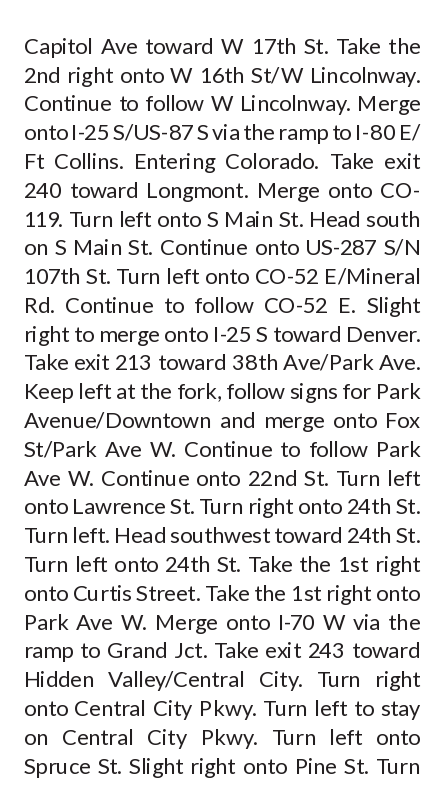 Capitol Ave toward W 17th St. Take the
2nd right onto W 16th St/W Lincolnway.
Continue to follow W Lincolnway. Merge
onto I-25 S/US-87 S via the ramp to I-80 E/
Ft Collins. Entering Colorado. Take exit
240 toward Longmont. Merge onto CO-
119. Turn left onto S Main St. Head south
on S Main St. Continue onto US-287 S/N
107th St. Turn left onto CO-52 E/Mineral
Rd. Continue to follow CO-52 E. Slight
right to merge onto I-25 S toward Denver.
Take exit 213 toward 38th Ave/Park Ave.
Keep left at the fork, follow signs for Park
Avenue/Downtown and merge onto Fox
St/Park Ave W. Continue to follow Park
Ave W. Continue onto 22nd St. Turn left
onto Lawrence St. Turn right onto 24th St.
Turn left. Head southwest toward 24th St.
Turn left onto 24th St. Take the 1st right
onto Curtis Street. Take the 1st right onto
Park Ave W. Merge onto I-70 W via the
ramp to Grand Jct. Take exit 243 toward
Hidden Valley/Central City. Turn right
onto Central City Pkwy. Turn left to stay
on Central City Pkwy. Turn left onto
Spruce St. Slight right onto Pine St. Turn